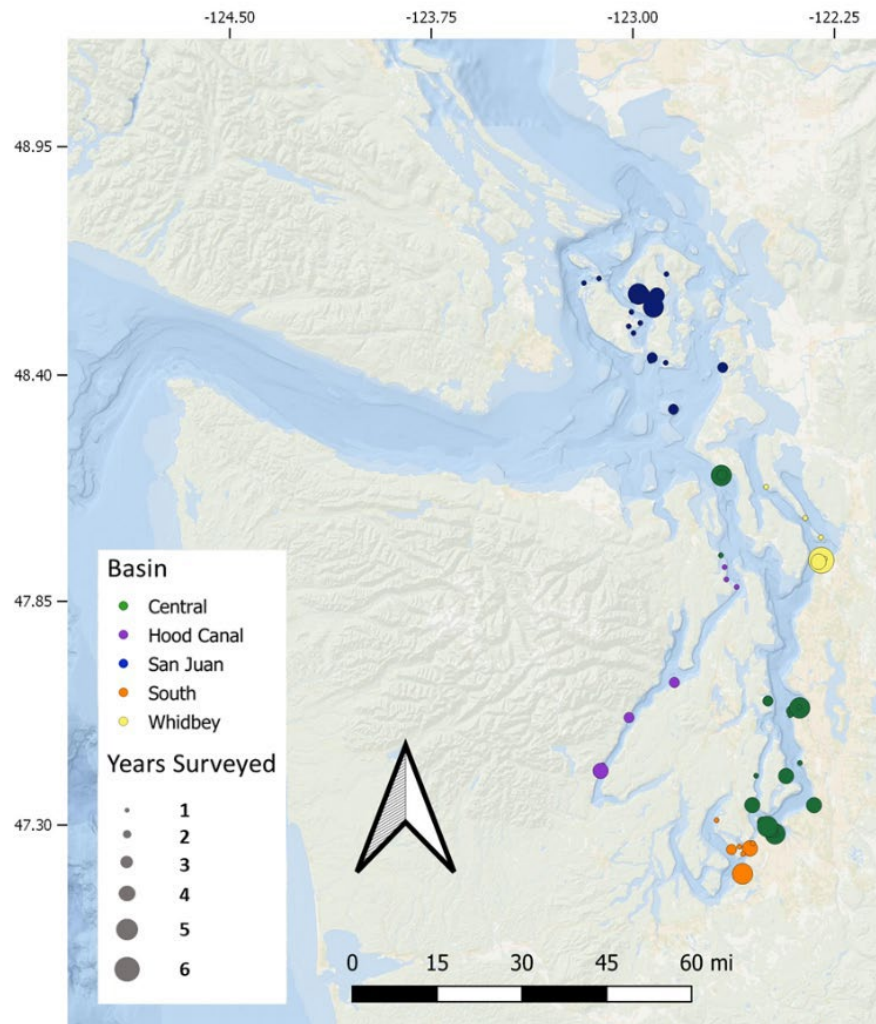 -124.50 -123.75 -123.00 -122.25
48.95
48.40
47.85
47.30
Basin
Central
Hood Canal
San Juan
South
Whidbey
Years Surveyed
1
2
3
4
5
6
0 15 30 45 60 mi